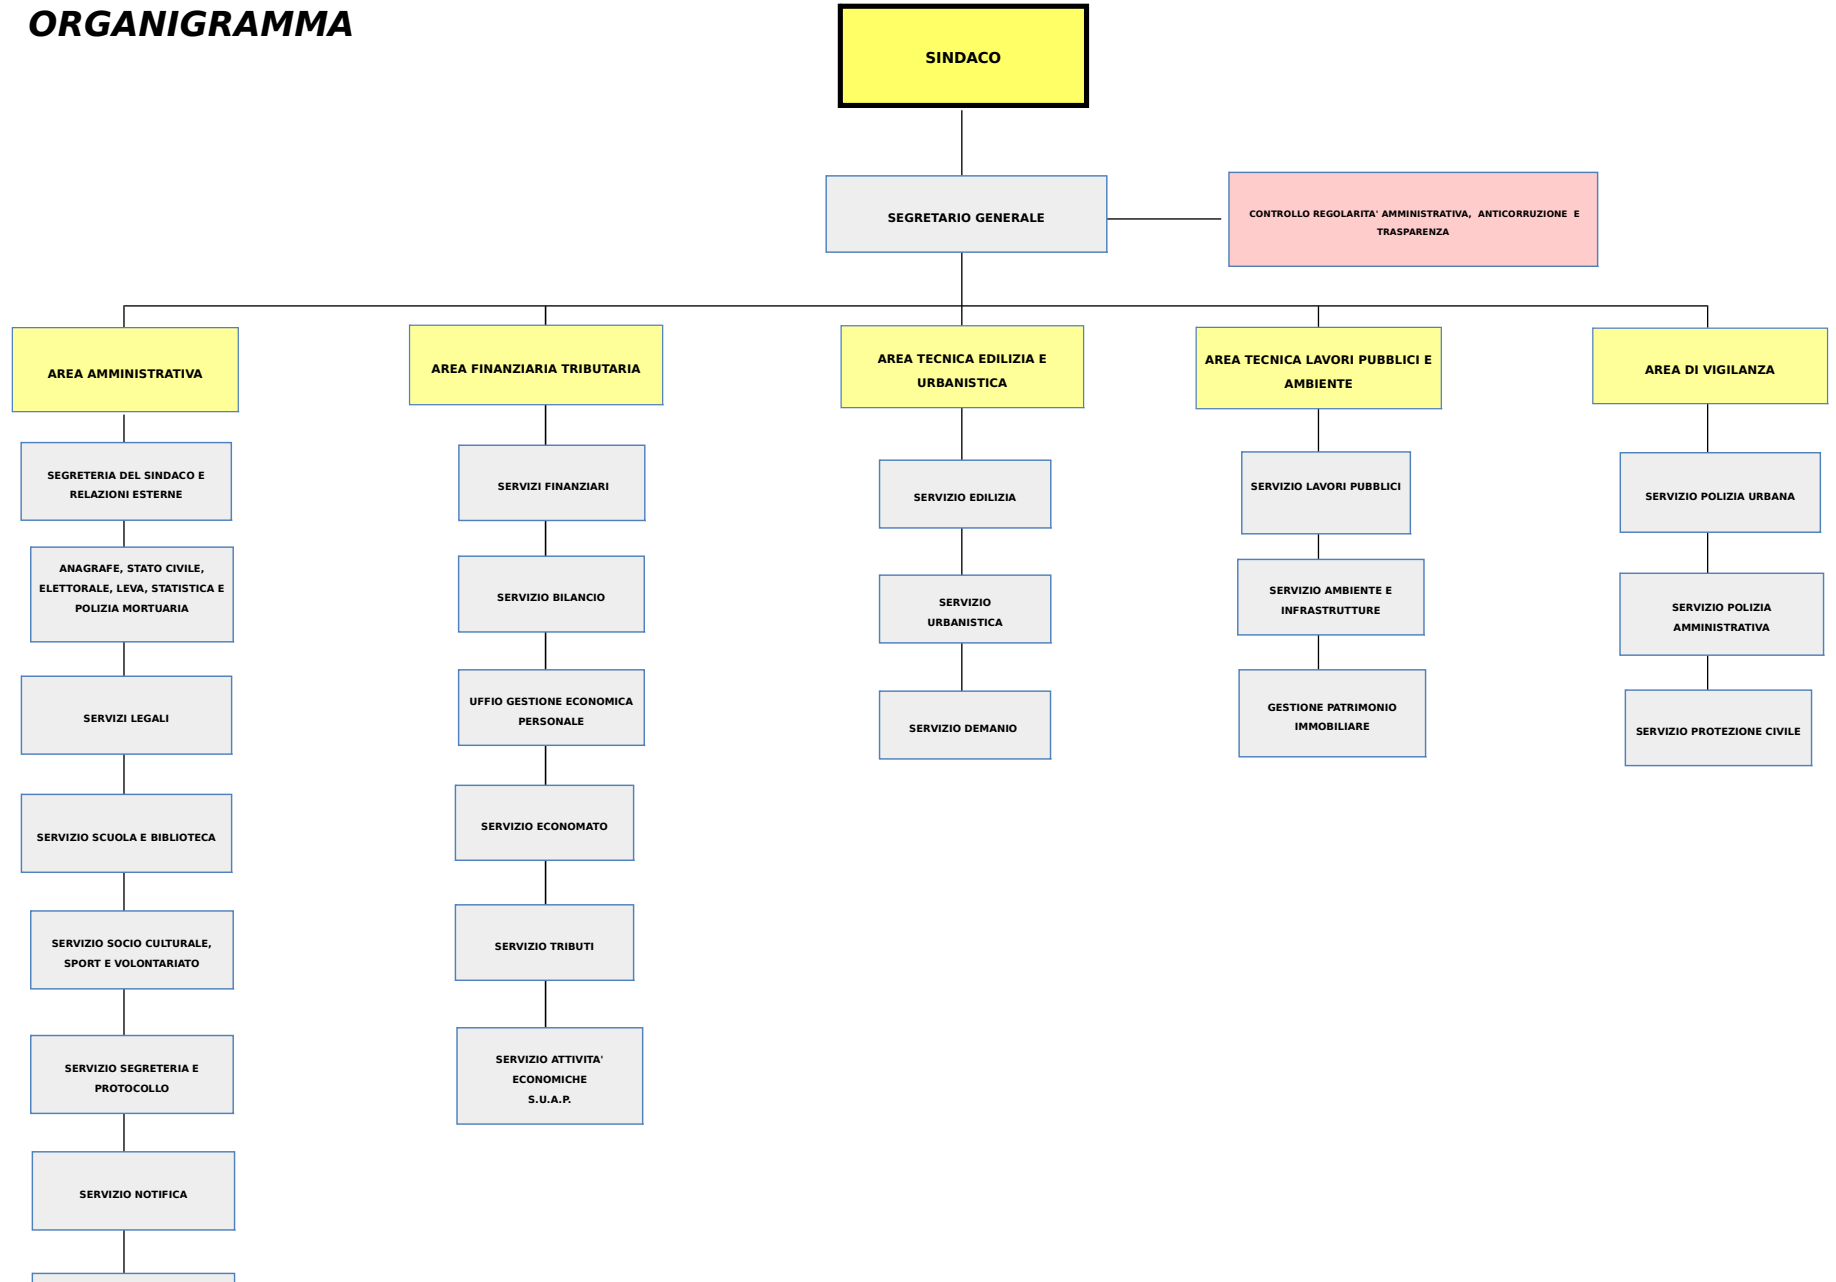 ORGANIGRAMMA
SINDACO
SEGRETARIO GENERALE
CONTROLLO REGOLARITA' AMMINISTRATIVA, ANTICORRUZIONE E
TRASPARENZA
AREA AMMINISTRATIVA
AREA FINANZIARIA TRIBUTARIA
AREA TECNICA EDILIZIA E
URBANISTICA
AREA TECNICA LAVORI PUBBLICI E
AMBIENTE
AREA DI VIGILANZA
SEGRETERIA DEL SINDACO E
RELAZIONI ESTERNE
ANAGRAFE, STATO CIVILE,
ELETTORALE, LEVA, STATISTICA E
POLIZIA MORTUARIA
SERVIZI LEGALI
SERVIZIO SCUOLA E BIBLIOTECA
SERVIZIO SOCIO CULTURALE,
SPORT E VOLONTARIATO
SERVIZIO SEGRETERIA E
PROTOCOLLO
SERVIZIO NOTIFICA
SERVIZI FINANZIARI
SERVIZIO BILANCIO
UFFIO GESTIONE ECONOMICA
PERSONALE
SERVIZIO ECONOMATO
SERVIZIO TRIBUTI
SERVIZIO ATTIVITA'
ECONOMICHE
S.U.A.P.
SERVIZIO EDILIZIA
SERVIZIO
URBANISTICA
SERVIZIO DEMANIO
SERVIZIO LAVORI PUBBLICI
SERVIZIO AMBIENTE E
INFRASTRUTTURE
GESTIONE PATRIMONIO
IMMOBILIARE
SERVIZIO POLIZIA URBANA
SERVIZIO POLIZIA
AMMINISTRATIVA
SERVIZIO PROTEZIONE CIVILE